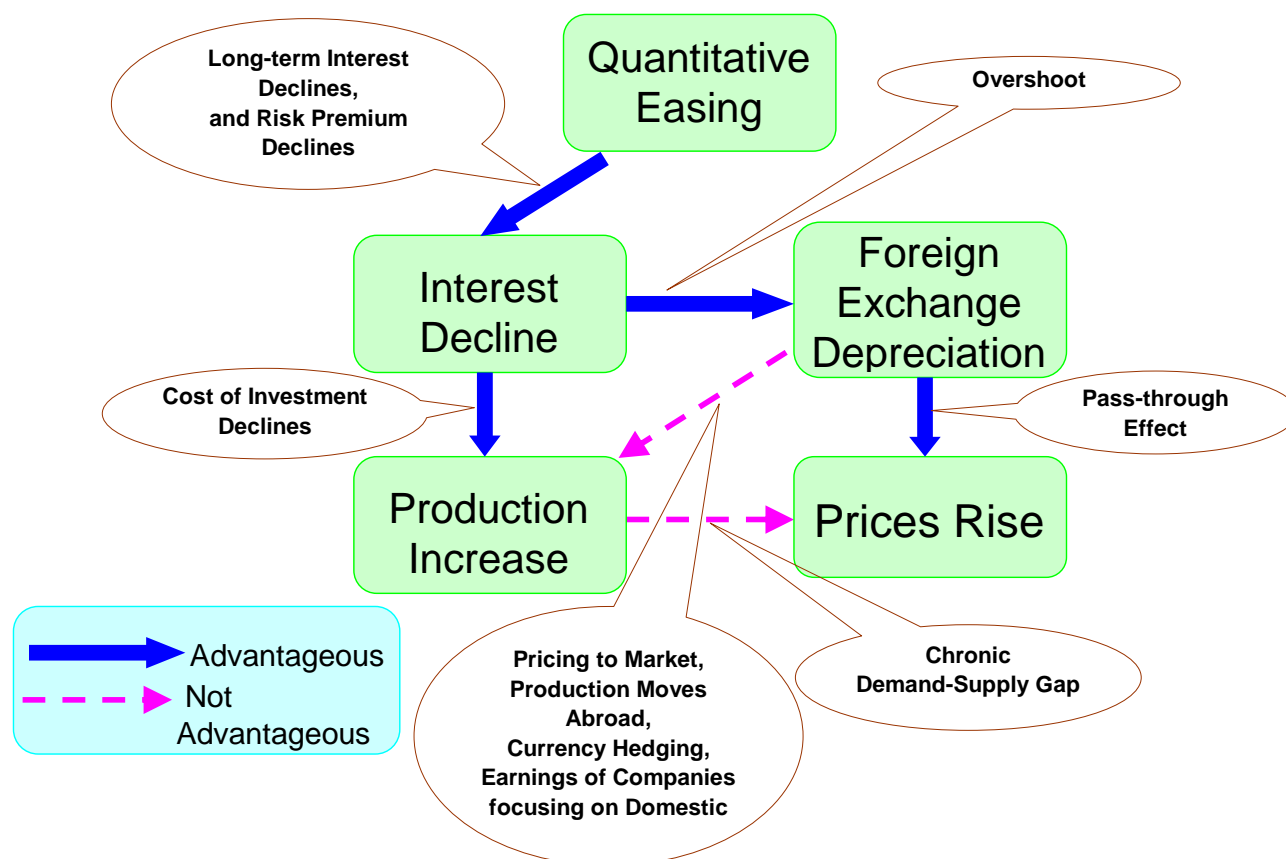 Long-term Interest
Declines,
and Risk Premium
Declines
Quantitative
Easing
Overshoot
Interest
Decline
Foreign
Exchange
Depreciation
Cost of Investment
Declines
Pass-through
Effect
Production
Increase
Prices Rise
Advantageous
Not
Advantageous
Pricing to Market,
Production Moves
Abroad,
Currency Hedging,
Earnings of Companies
focusing on Domestic
Chronic
Demand-Supply Gap